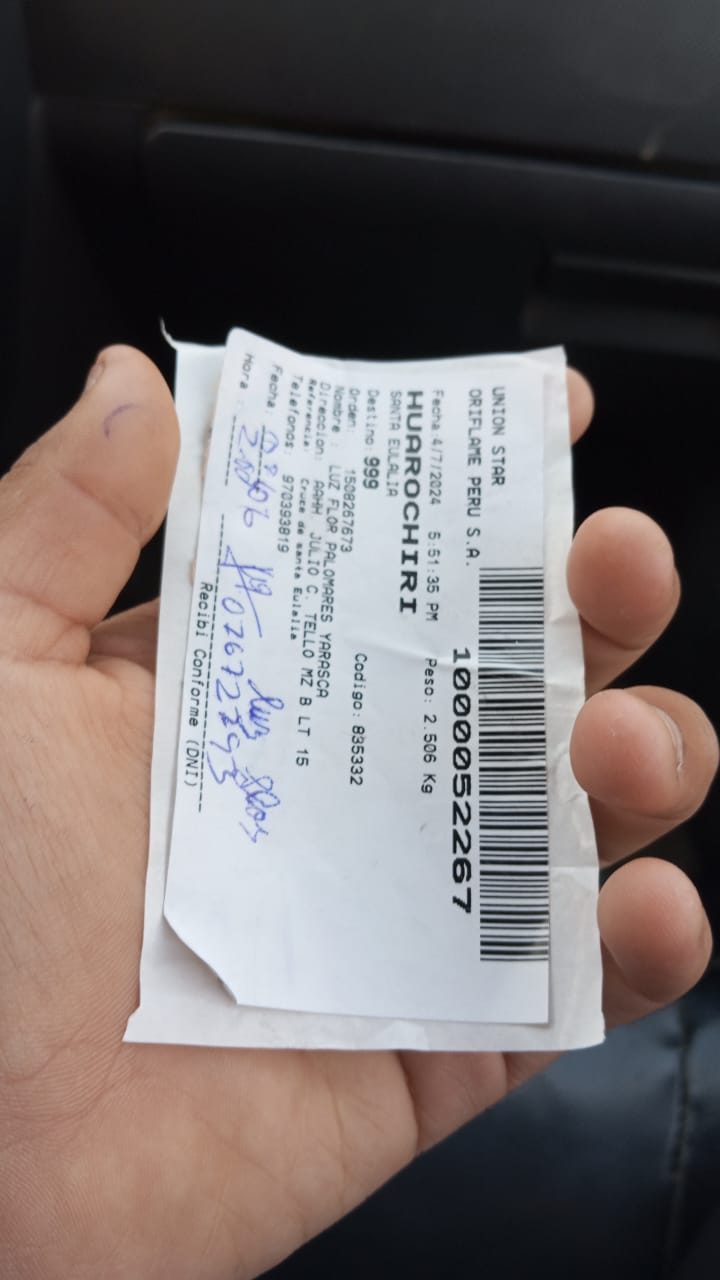 UNION STAR
ORIFLAME PERU S.A.
1000052267
Fecha:4/7/2024 5:51:35 PM Peso: 2.506 Kg
HUAROCHIRI
SANTA EULALIA
Destino:999
Orden: 1508267673 Codigo: 835332
Nombre : LUZ FLOR PALOMARES YARASCA
Direccion: AAHH. JULIO C. TELLO MZ B LT 15
Referencia: Cruce de santa Eulalia
Telefonos: 970393819
Fecha: luz
Hora :
Recibi Conforme (DNI)